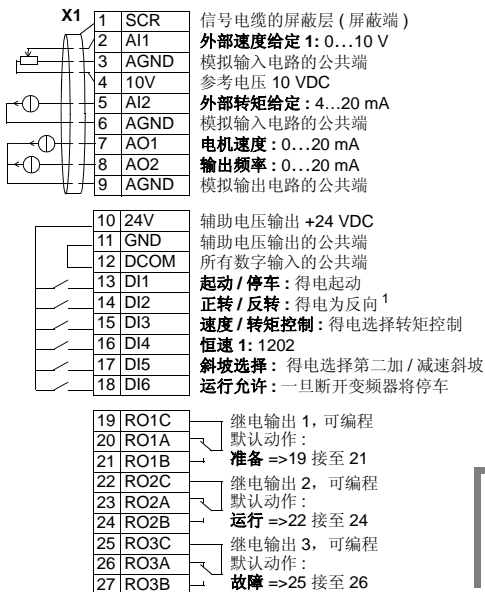 X1
1 SCR 信号电缆的屏蔽层 ( 屏蔽端 )
2 AI1 外部速度给定 1: 0…10 V
3 AGND 模拟输入电路的公共端
4 10V 参考电压 10 VDC
5 AI2 外部转矩给定 : 4…20 mA
6 AGND 模拟输入电路的公共端
7 AO1 电机速度 : 0…20 mA
8 AO2 输出频率 : 0…20 mA
9 AGND 模拟输出电路的公共端
10 24V 辅助电压输出 +24 VDC
11 GND 辅助电压输出的公共端
12 DCOM 所有数字输入的公共端
13 DI1 起动 / 停车 : 得电起动
14 DI2 正转 / 反转 : 得电为反向 1
15 DI3 速度 / 转矩控制 : 得电选择转矩控制
16 DI4 恒速 1: 1202
17 DI5 斜坡选择 : 得电选择第二加 / 减速斜坡
18 DI6 运行允许 : 一旦断开变频器将停车
19 RO1C 继电输出 1, 可编程
20 RO1A 默认动作 :
21 RO1B 准备 =>19 接至 21
22 RO2C 继电输出 2, 可编程
23 RO2A 默认动作 :
24 RO2B 运行 =>22 接至 24
25 RO3C 继电输出 3, 可编程
26 RO3A 默认动作 :
27 RO3B 故障 =>25 接至 26